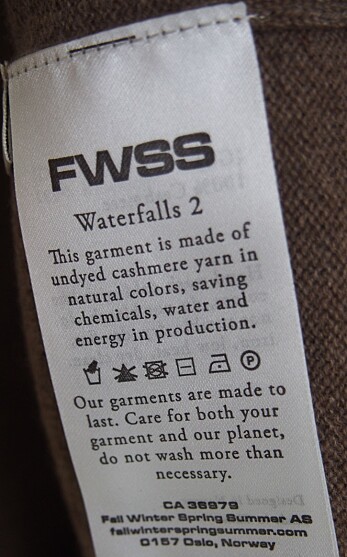 FWSS
Waterfalls 2
This garment is made of
undyed cashmere yarn in
natural colors, saving
chemicals, water and
energy in production.
P
Our garments are made to
last. Care for both your
garment and our planet,
do not wash more than
necessary.
CA 36979
Fall Winter Spring Summer AS
fallwinterspringsummer.com
0157 Oslo, Norway